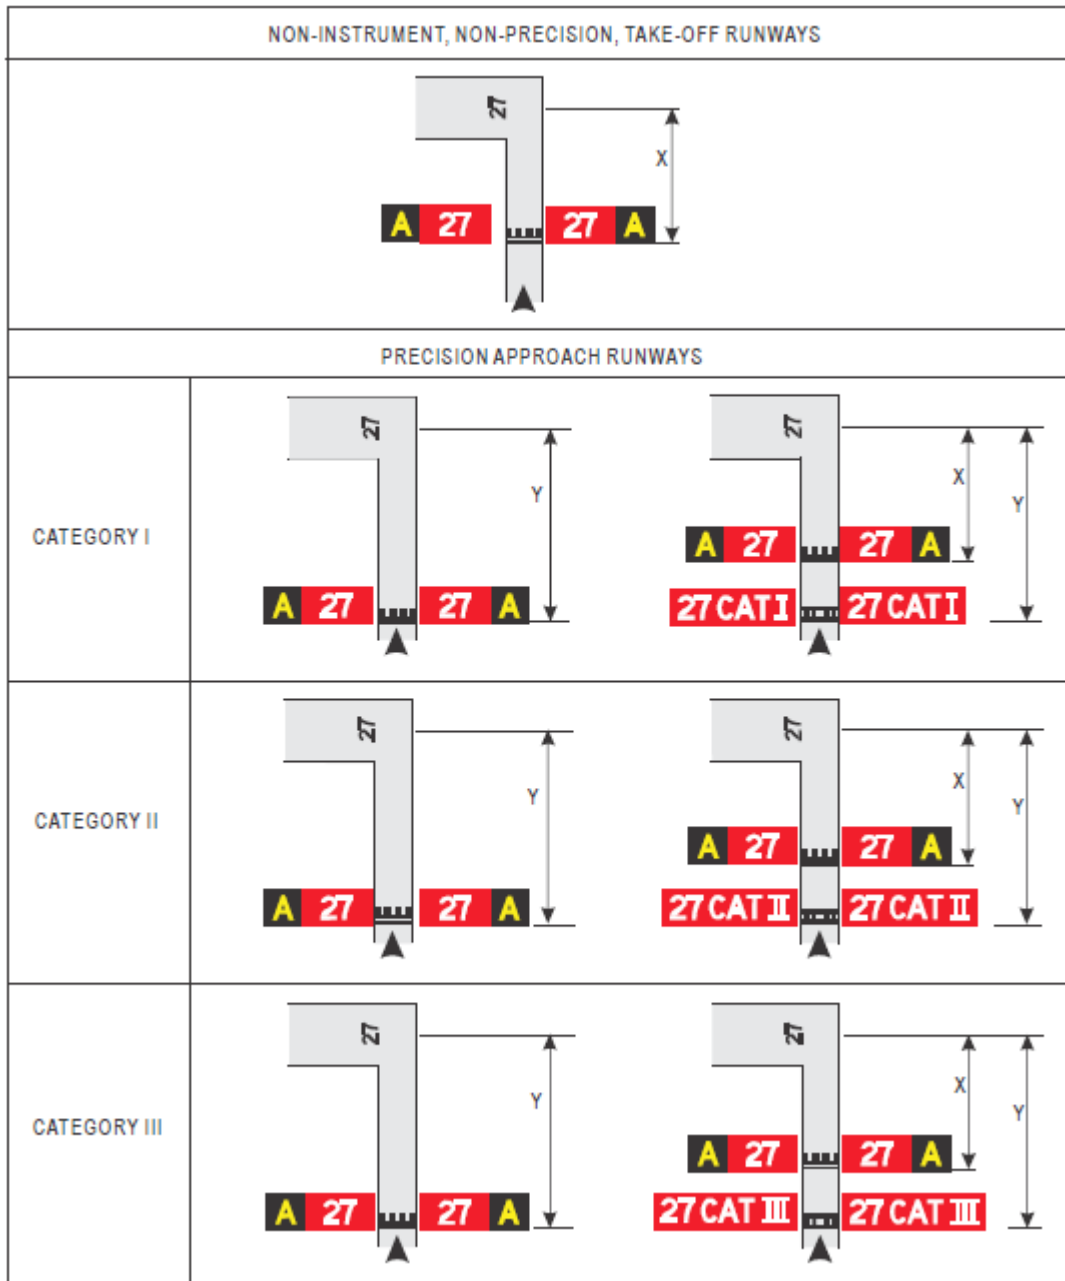 NON-INSTRUMENT, NON-PRECISION, TAKE-OFF RUNWAYS
27
X
A 27 27 A
PRECISION APPROACH RUNWAYS
CATEGORY I
27
Y
A 27 27 A
27
X
Y
A 27 27 A
27 CAT I 27 CAT I
CATEGORY II
27
Y
A 27 27 A
27
X
Y
A 27 27 A
27 CAT II 27 CAT II
CATEGORY III
27
Y
A 27 27 A
27
X
Y
A 27 27 A
27 CAT III 27 CAT III